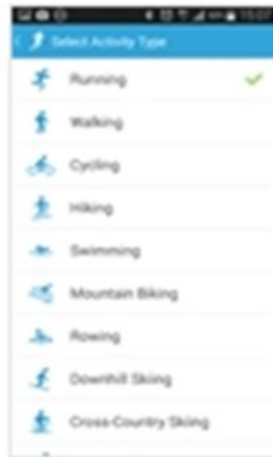 Select Activity Type
Running
Walking
Cycling
Hiking
Swimming
Mountain Biking
Rowing
Downhill Skiing
Cross-Country Skiing